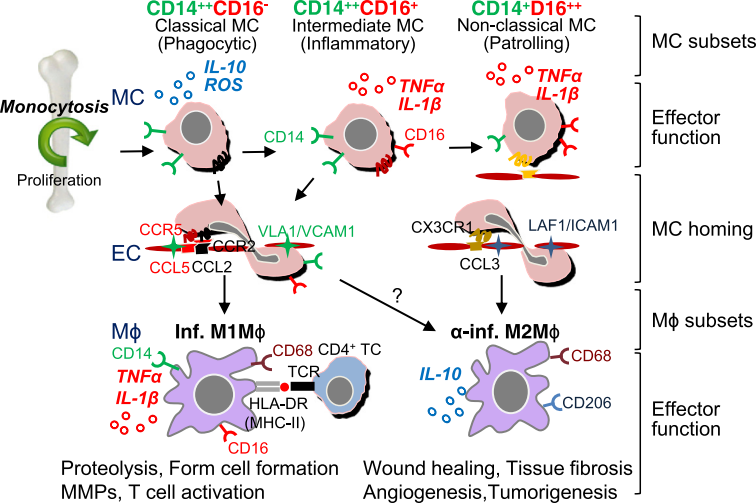 CD14++CD16- CD14++CD16+ CD14+D16++
Classical MC Intermediate MC Non-classical MC MC subsets
(Phagocytic) (Inflammatory) (Patrolling)
IL-10
ROS
TNFα
IL-1β
TNFα
IL-1β
Monocytosis MC
Effector
function
CD14 CD16
Proliferation
CCR5 VLA1/VCAM1 CX3CR1 LAF1/ICAM1
MC homing
EC CCR2
CCL5 CCL2 CCL3
?
Mϕ Inf. M1Mϕ α-inf. M2Mϕ Mϕ subsets
CD14 CD68 CD4+ TC CD68
TNFα
IL-1β
TCR
IL-10
HLA-DR
(MHC-II)
CD206
Effector
function
CD16
Proteolysis, Form cell formation
MMPs, T cell activation
Wound healing, Tissue fibrosis
Angiogenesis,Tumorigenesis